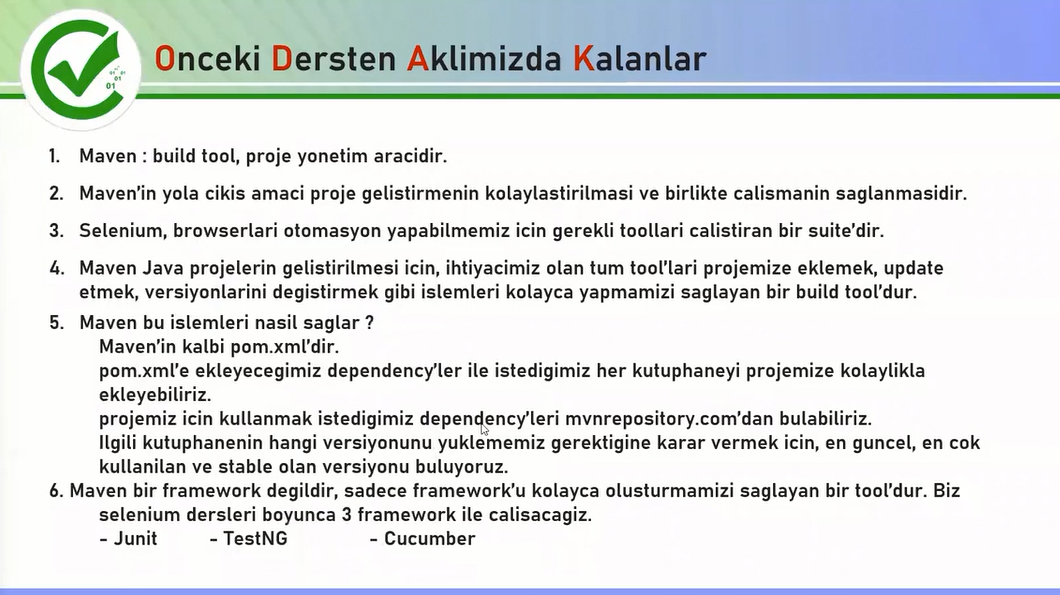 Onceki Dersten Aklimizda Kalanlar
01 01
01
01
1. Maven : build tool, proje yonetim aracidir.
2. Maven'in yola cikis amaci proje gelistirmenin kolaylastirilmasi ve birlikte calismanin saglanmasidir.
3. Selenium, browserlari otomasyon yapabilmemiz icin gerekli toollari calistiran bir suite'dir.
4. Maven Java projelerin gelistirilmesi icin, ihtiyacimiz olan tum tool'lari projemize eklemek, update
etmek, versiyonlarini degistirmek gibi islemleri kolayca yapmamizi saglayan bir build tool'dur.
5. Maven bu islemleri nasil saglar ?
Maven'in kalbi pom.xml'dir.
pom.xml'e ekleyecegimiz dependency'ler ile istedigimiz her kutuphaneyi projemize kolaylikla
ekleyebiliriz.
projemiz icin kullanmak istedigimiz dependency'leri mvnrepository.com'dan bulabiliriz.
Ilgili kutuphanenin hangi versiyonunu yuklememiz gerektigine karar vermek icin, en guncel, en cok
kullanilan ve stable olan versiyonu buluyoruz.
6. Maven bir framework degildir, sadece framework'u kolayca olusturmamizi saglayan bir tool'dur. Biz
selenium dersleri boyunca 3 framework ile calisacagiz.
- Junit - TestNG - Cucumber